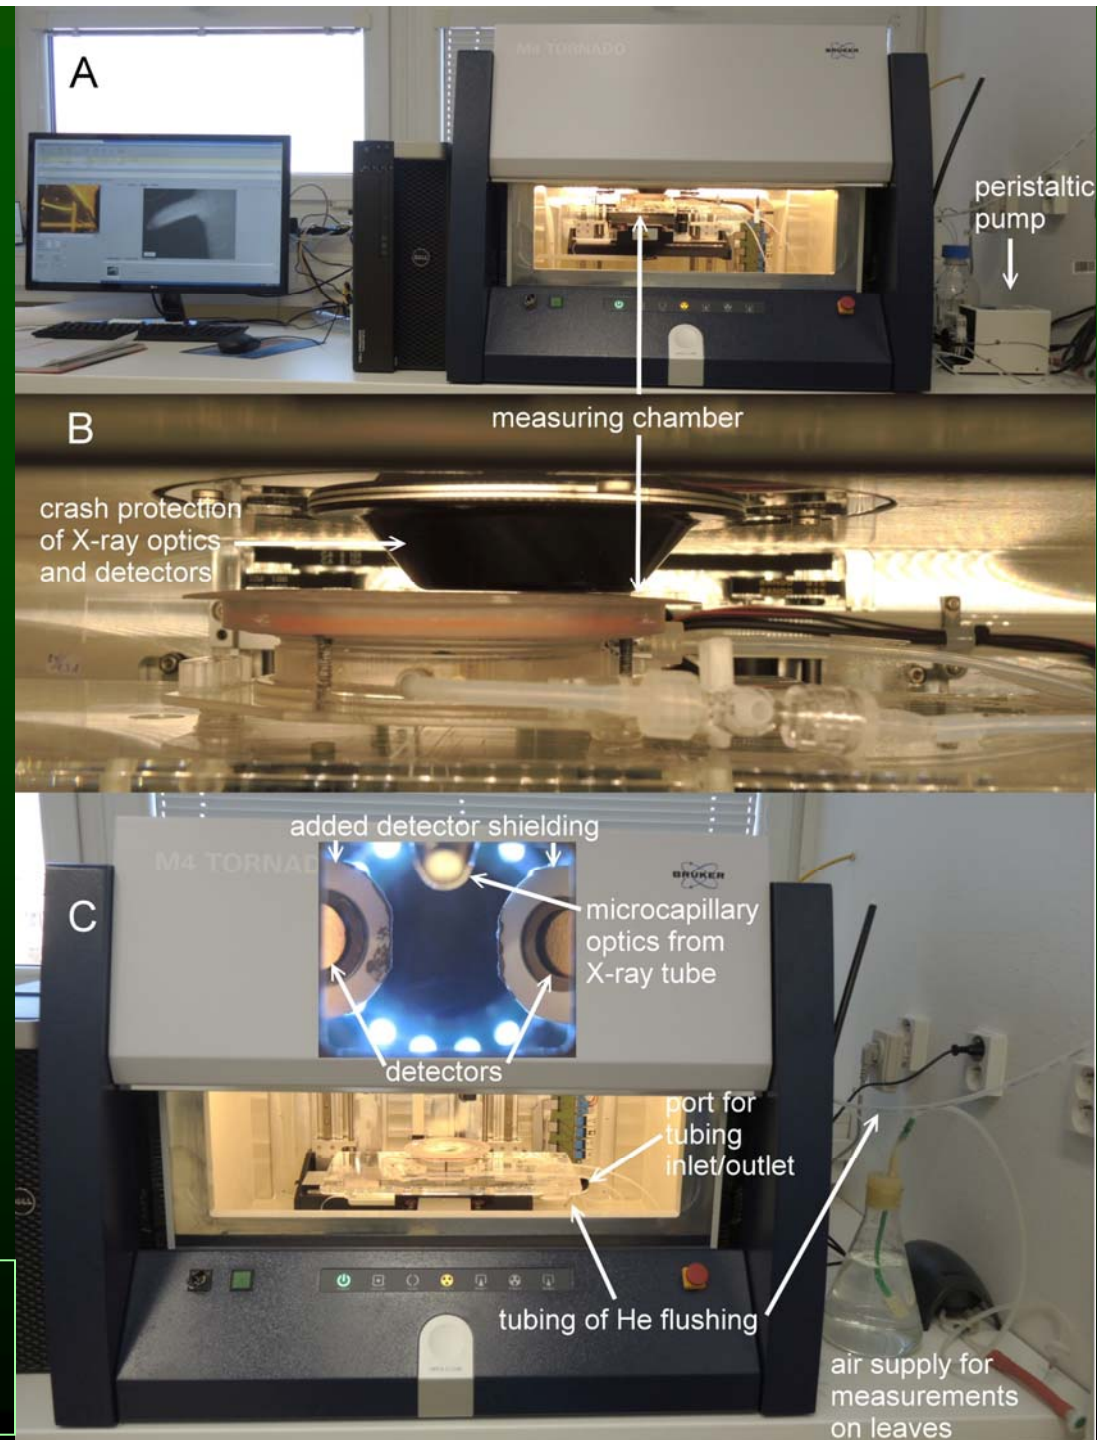 A
M4 TORNADO
BRUKER
peristaltic
pump
DELL
measuring chamber
B
crash protection
of X-ray optics
and detectors
added detector shielding
M4 TORNADO
BRUKER
C
microcapillary
optics from
X-ray tube
detectors
port for
tubing
inlet/outlet
DELL
tubing of He flushing
air supply for
measurements
on leaves